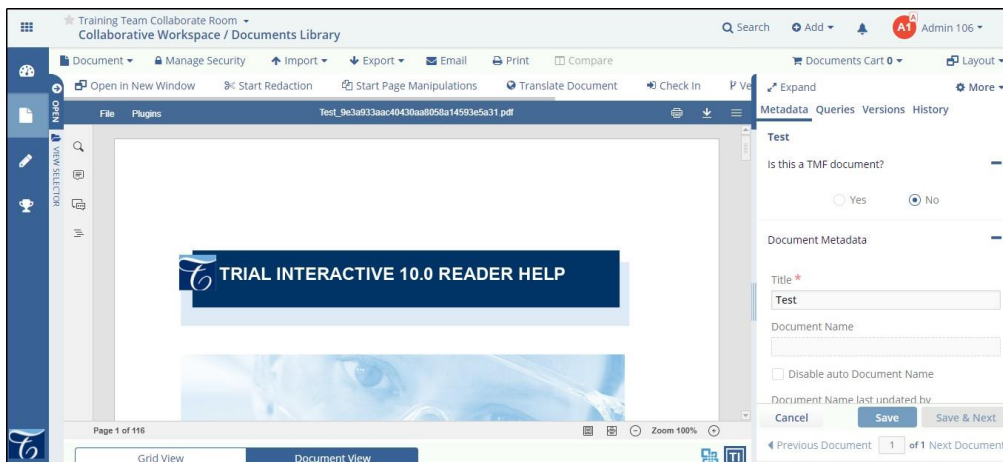 Training Team Collaborate Room
Collaborative Workspace / Documents Library
Search Add A1 A Admin 106
Document Manage Security Import Export Email Print Compare Documents Cart 0 Layout
Open in New Window Start Redaction Start Page Manipulations Translate Document Check In Ve
Expand More
OPEN
VIEW SELECTOR
File Plugins Test_9e3a933aac40430aa8058a14593e5a31.pdf
Metadata Queries Versions History
Test
Is this a TMF document?
Yes No
TRIAL INTERACTIVE 10.0 READER HELP
Document Metadata
Title *
Test
Document Name
Disable auto Document Name
Document Name last updated by
Page 1 of 116 Zoom 100%
Cancel Save Save & Next
Grid View Document View TI
Previous Document 1 of 1 Next Document